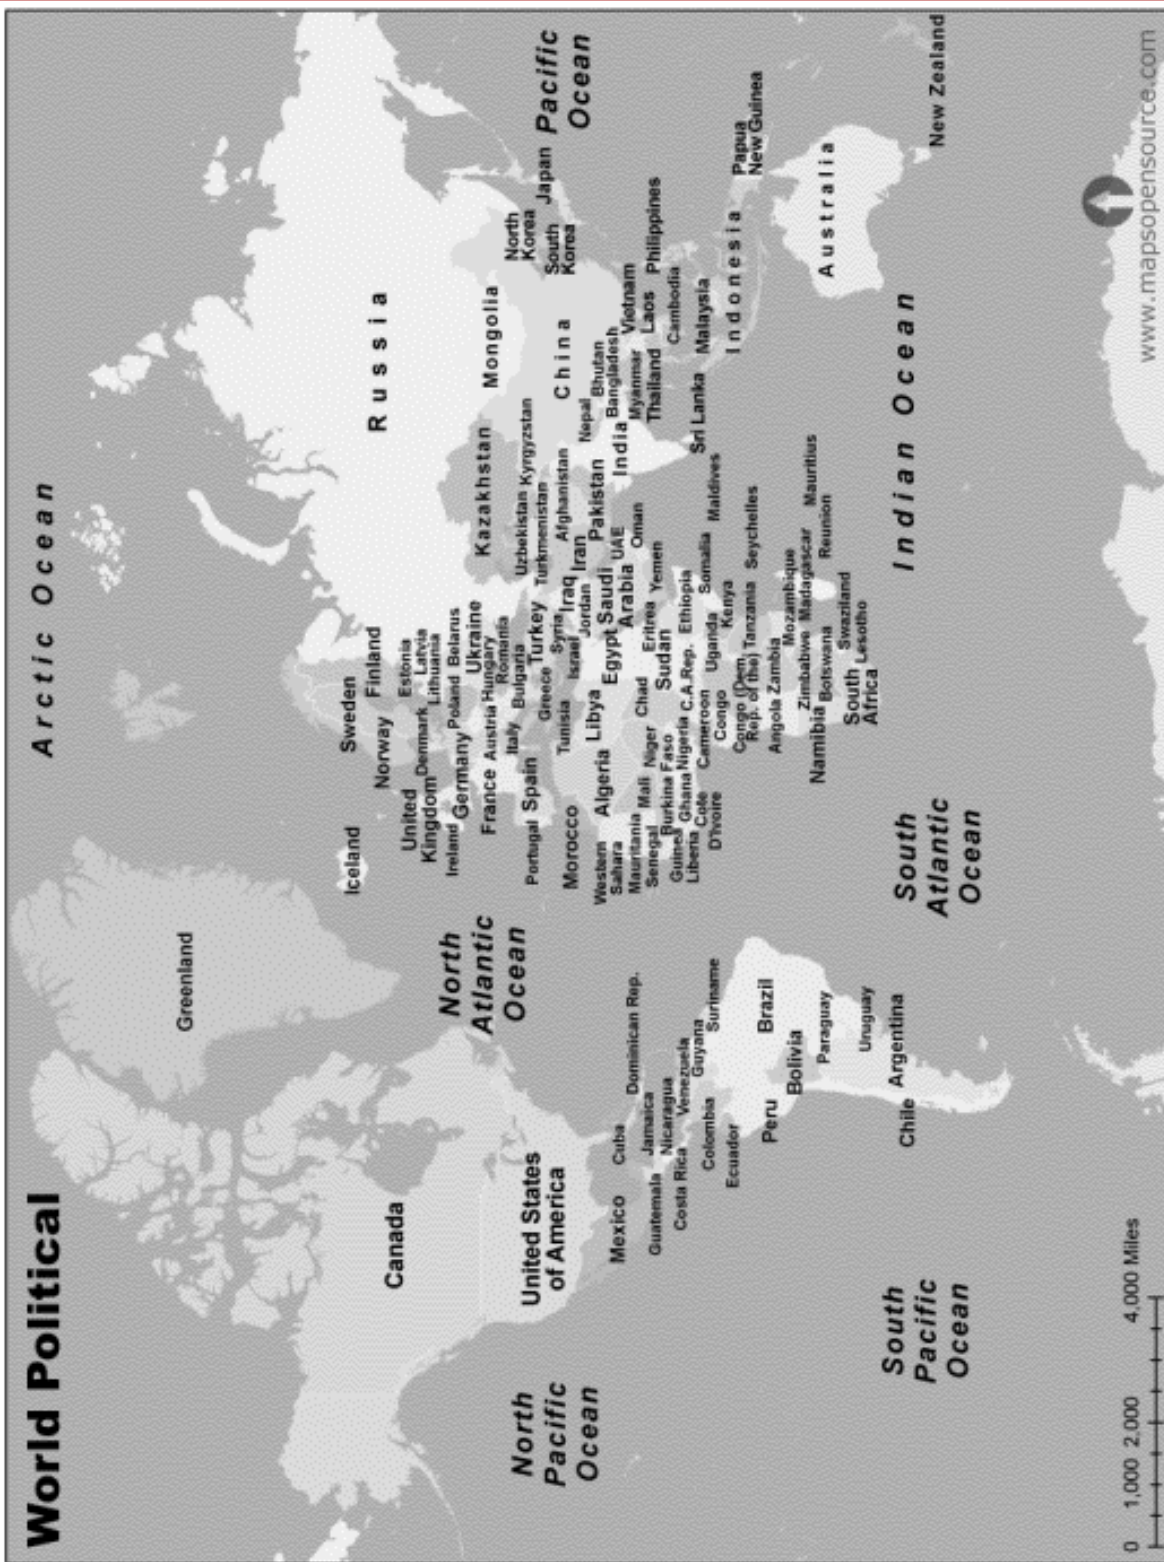 World Political
Arctic Ocean
Greenland
Iceland
Sweden
Finland
Norway
Russia
Canada
United
Kingdom
Denmark
Estonia
Latvia
Lithuania
Ireland
Germany
Poland
Belarus
Ukraine
France
Austria
Hungary
Romania
Kazakhstan
Mongolia
North
Atlantic
Ocean
Italy
Bulgaria
Portugal
Spain
Greece
Turkey
Uzbekistan
Kyrgyzstan
Turkmenistan
North
Korea
South
Korea
Japan
Pacific
Ocean
United States
of America
North
Pacific
Ocean
Morocco
Tunisia
Syria
Israel
Iraq
Jordan
Iran
Afghanistan
China
Nepal
Bhutan
Bangladesh
Pakistan
India
Western
Sahara
Algeria
Libya
Egypt
Saudi
Arabia
UAE
Oman
Yemen
Mexico
Cuba
Dominican Rep.
Jamaica
Guatemala
Nicaragua
Costa Rica
Venezuela
Guyana
Suriname
Colombia
Ecuador
Mauritania
Mali
Niger
Chad
Eritrea
Sudan
Senegal
Burkina Faso
Guinea
Ghana
Nigeria
C.A.Rep.
Ethiopia
Liberia
Cote
D'Ivoire
Cameroon
Uganda
Somalia
Maldives
Sri Lanka
Myanmar
Vietnam
Thailand
Laos
Philippines
Cambodia
Malaysia
Indonesia
Papua
New Guinea
Congo
Kenya
Congo (Dem.
Rep. of the)
Tanzania
Seychelles
Angola
Zambia
Mozambique
Zimbabwe
Madagascar
Mauritius
Namibia
Botswana
Reunion
Swaziland
South
Africa
Lesotho
Peru
Brazil
Bolivia
Paraguay
Uruguay
Chile
Argentina
Australia
New Zealand
South
Pacific
Ocean
South
Atlantic
Ocean
Indian Ocean
0 1,000 2,000 4,000 Miles
www.mapsopensource.com